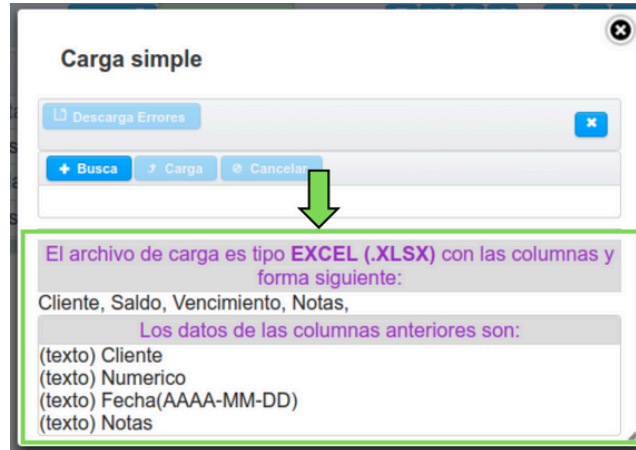 Carga simple
Descarga Errores
Busca Carga Cancelar
El archivo de carga es tipo EXCEL (.XLSX) con las columnas y
forma siguiente:
Cliente, Saldo, Vencimiento, Notas,
Los datos de las columnas anteriores son:
(texto) Cliente
(texto) Numerico
(texto) Fecha(AAAA-MM-DD)
(texto) Notas